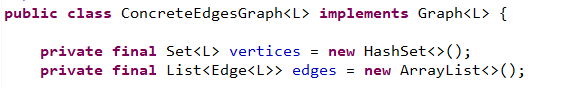 public class ConcreteEdgesGraph<L> implements Graph<L> {
private final Set<L> vertices = new HashSet<>();
private final List<Edge<L>> edges = new ArrayList<>();